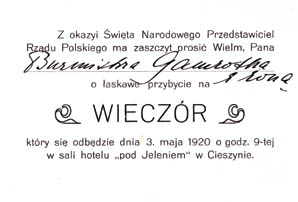 Z okazyi Święta Narodowego Przedstawiciel
Rządu Polskiego ma zaszczyt prosić Wielm. Pana
Burmistrza Gamrotha
z żoną
o łaskawe przybycie na
WIECZÓR
który się odbędzie dnia 3. maja 1920 o godz. 9-tej
w sali hotelu „pod Jeleniem” w Cieszynie.